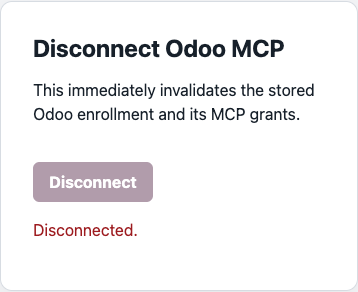 Disconnect Odoo MCP
This immediately invalidates the stored
Odoo enrollment and its MCP grants.
Disconnect
Disconnected.